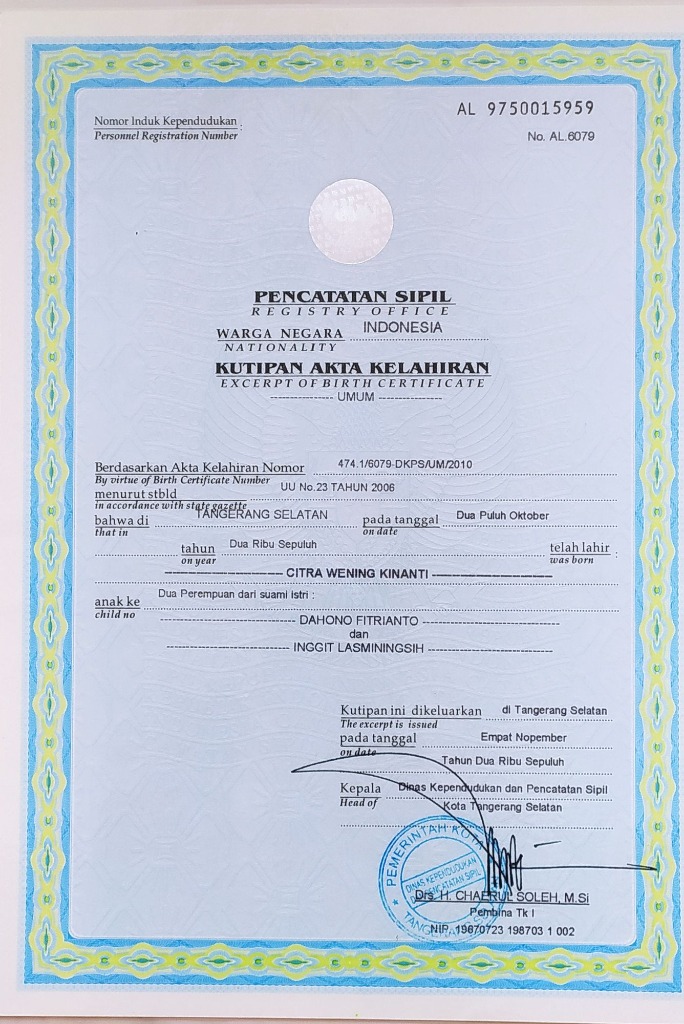 AL 9750015959
Nomor Induk Kependudukan :
Personnel Registration Number
No. AL.6079
PENCATATAN SIPIL
REGISTRY OFFICE
WARGA NEGARA INDONESIA
NATIONALITY
KUTIPAN AKTA KELAHIRAN
EXCERPT OF BIRTH CERTIFICATE
---------------- UMUM ----------------
Berdasarkan Akta Kelahiran Nomor 474.1/6079-DKPS/UM/2010
By virtue of Birth Certificate Number
menurut stbld UU No.23 TAHUN 2006
in accordance with state gazette
bahwa di TANGERANG SELATAN pada tanggal Dua Puluh Oktober
that in on date
tahun Dua Ribu Sepuluh telah lahir :
on year was born
CITRA WENING KINANTI
anak ke Dua Perempuan dari suami istri :
child no
DAHONO FITRIANTO
dan
INGGIT LASMININGSIH
Kutipan ini dikeluarkan di Tangerang Selatan
The excerpt is issued
pada tanggal Empat Nopember
on date
Tahun Dua Ribu Sepuluh
Kepala Dinas Kependudukan dan Pencatatan Sipil
Head of Kota Tangerang Selatan
PEMERINTAH KOTA
DINAS KEPENDUDUKAN
DAN PENCATATAN SIPIL
Drs. H. CHAERUL SOLEH, M.Si
Pembina Tk I
NIP. 19670723 198703 1 002